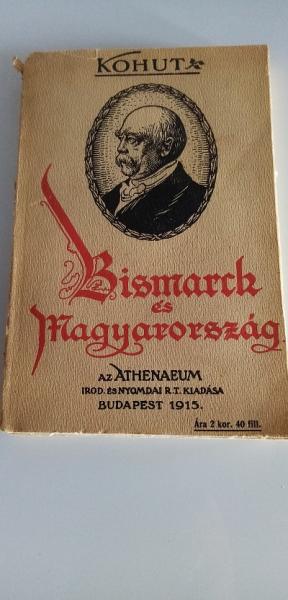 KOHUT
Bismarck
és
Magyarország.
AZ ATHENAEUM
IROD. ÉS NYOMDAI R.T. KIADÁSA
BUDAPEST 1915.
Ára 2 kor. 40 fill.